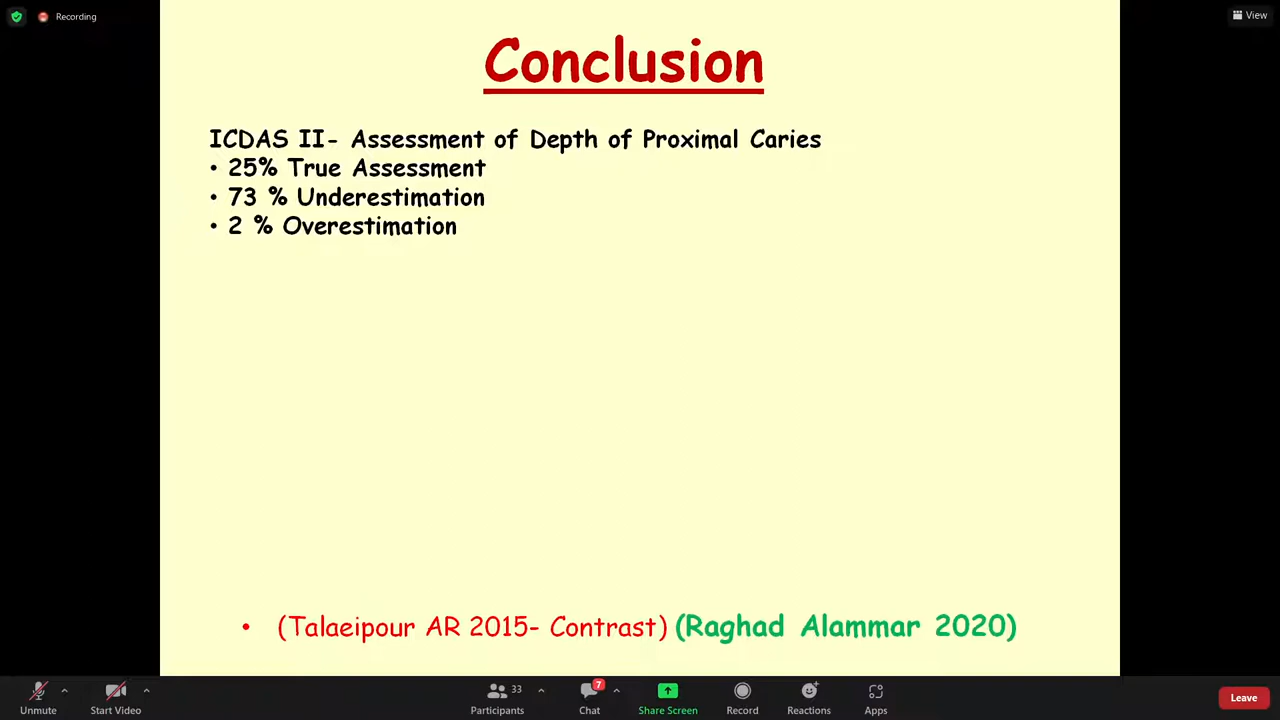 Recording
View
Conclusion
ICDAS II- Assessment of Depth of Proximal Caries
• 25% True Assessment
• 73 % Underestimation
• 2 % Overestimation
• (Talaeipour AR 2015- Contrast) (Raghad Alammar 2020)
33
7
Unmute
Start Video
Participants
Chat
Share Screen
Record
Reactions
Apps
Leave